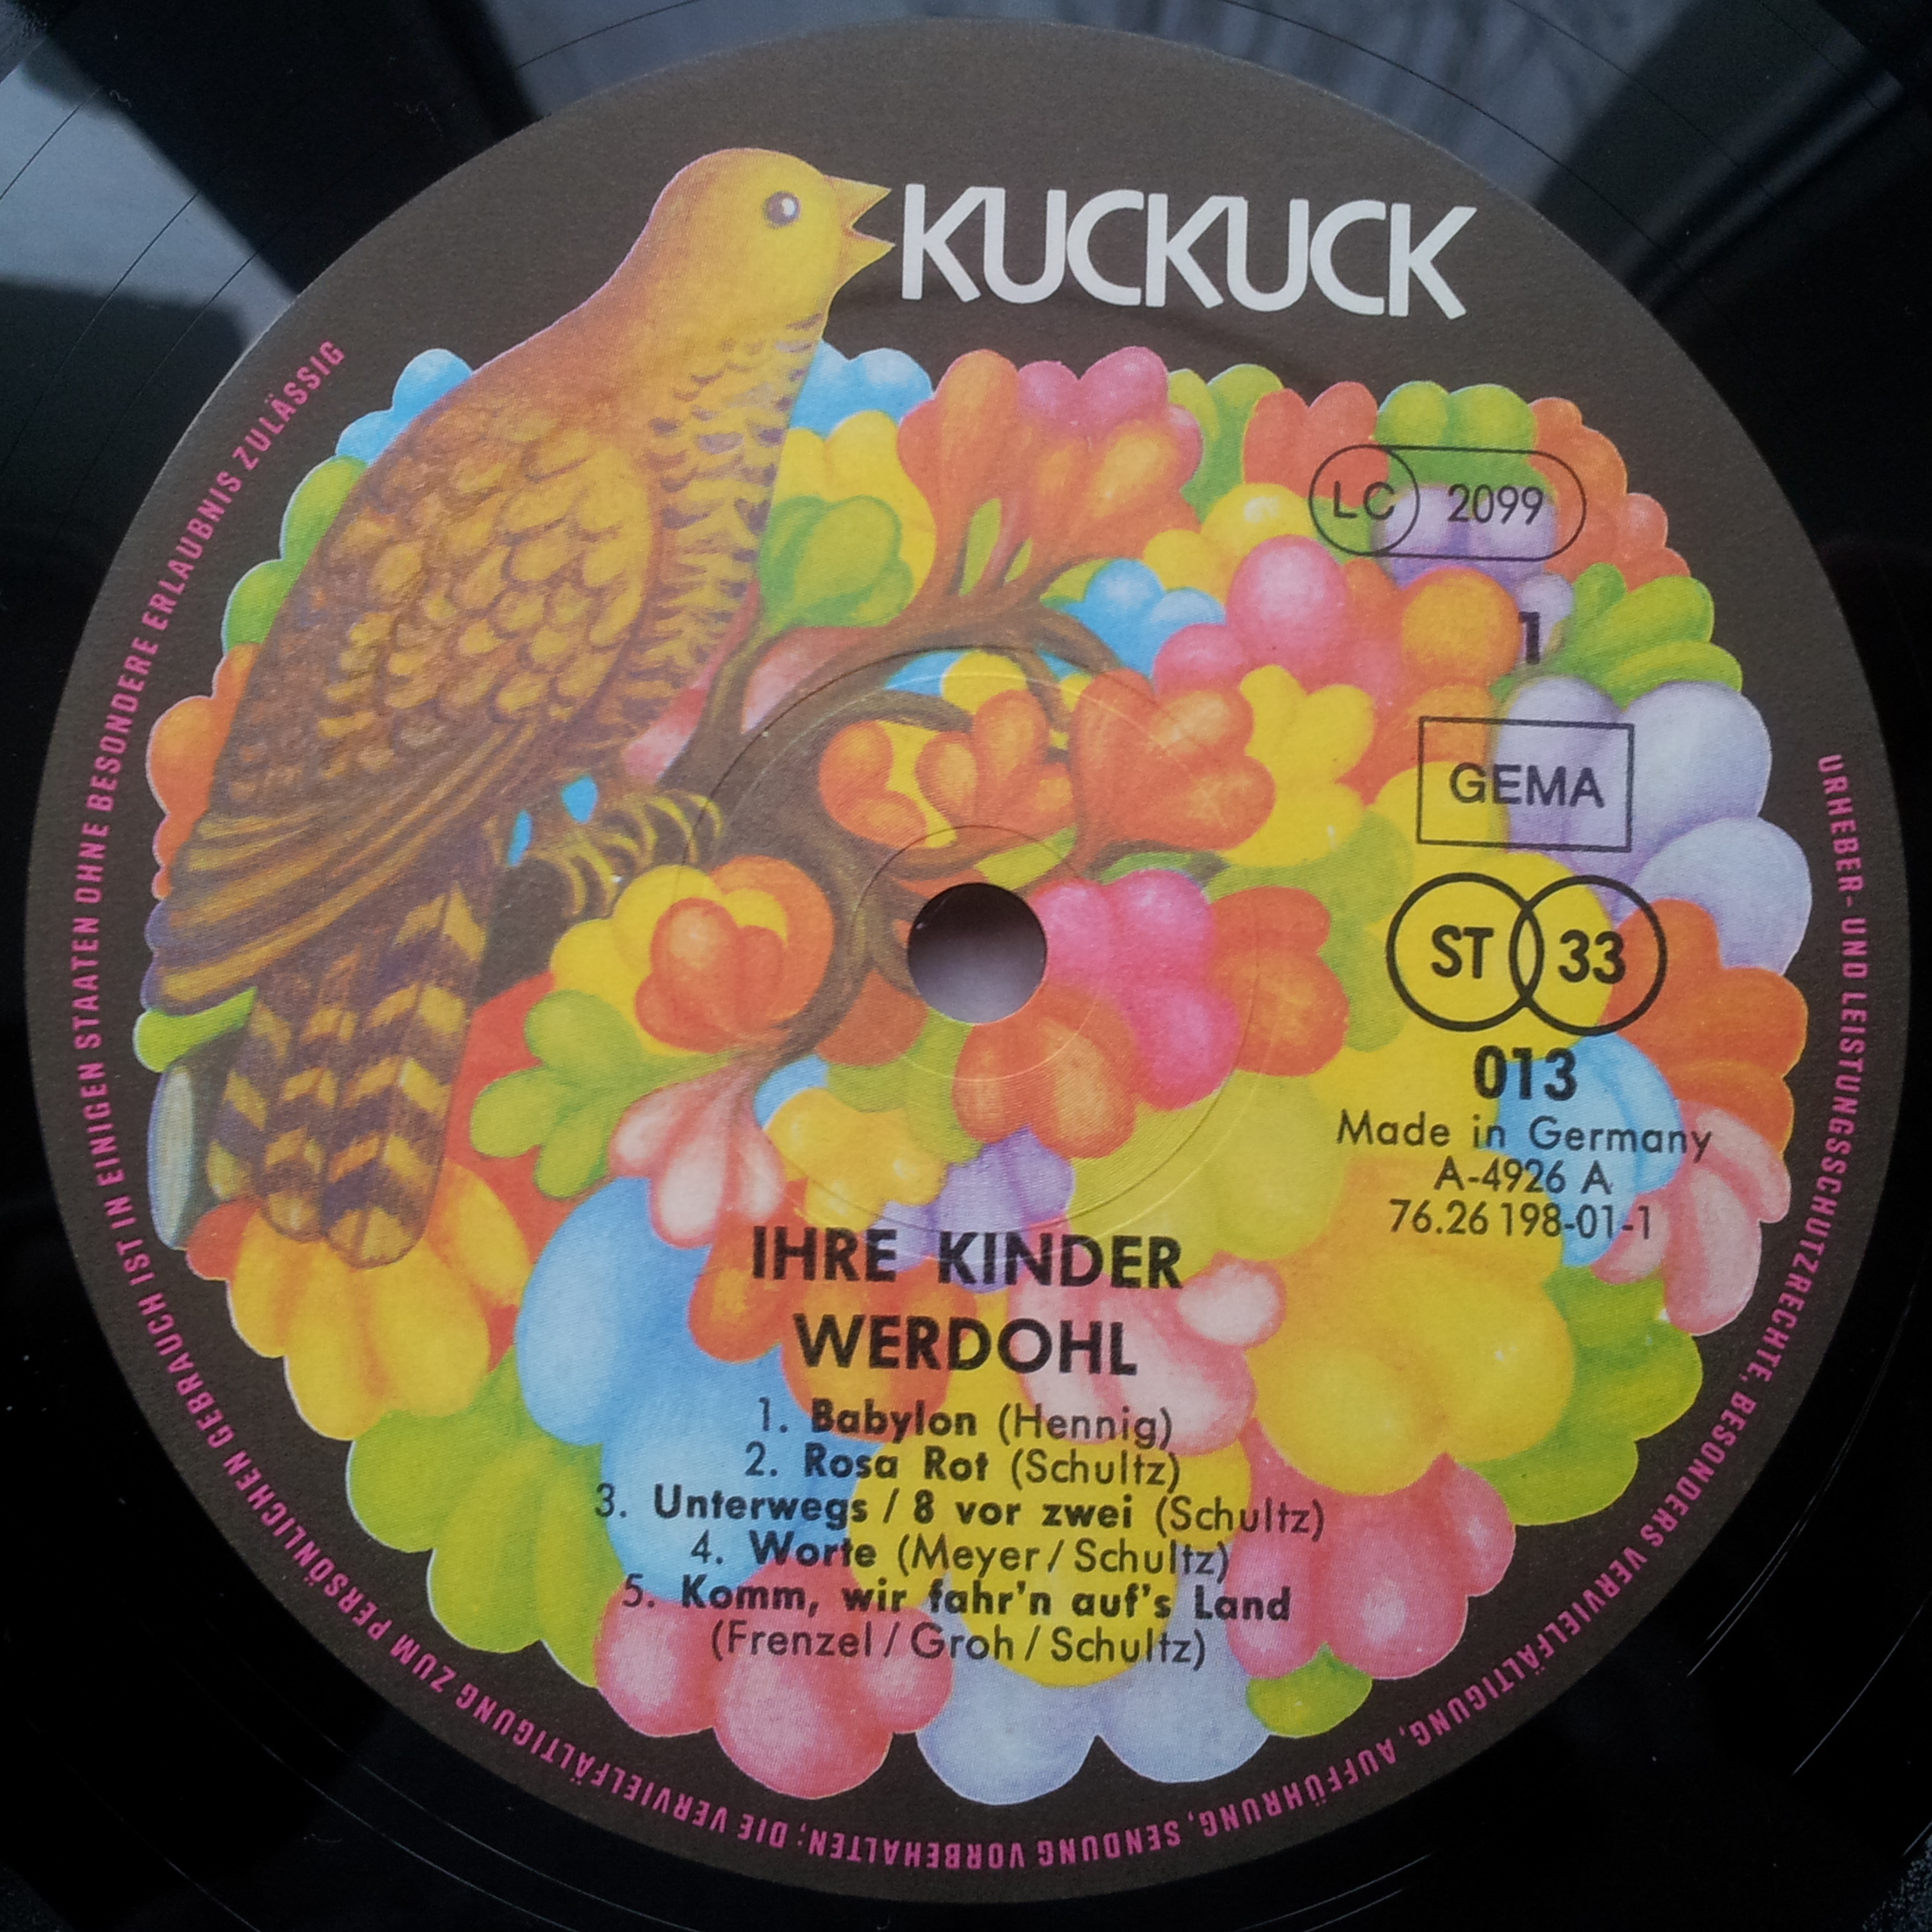 KUCKUCK
LC 2099
1
GEMA
ST 33
013
Made in Germany
A-4926 A
76.26 198-01-1
IHRE KINDER
WERDOHL
1. Babylon (Hennig)
2. Rosa Rot (Schultz)
3. Unterwegs / 8 vor zwei (Schultz)
4. Worte (Meyer / Schultz)
5. Komm, wir fahr'n auf's Land
(Frenzel / Groh / Schultz)
URHEBER- UND LEISTUNGSSCHUTZRECHTE, BESONDERS VERVIELFÄLTIGUNG, AUFFÜHRUNG, SENDUNG VORBEHALTEN; DIE VERVIELFÄLTIGUNG ZUM PERSÖNLICHEN GEBRAUCH IST IN EINIGEN STAATEN OHNE BESONDERE ERLAUBNIS ZULÄSSIG